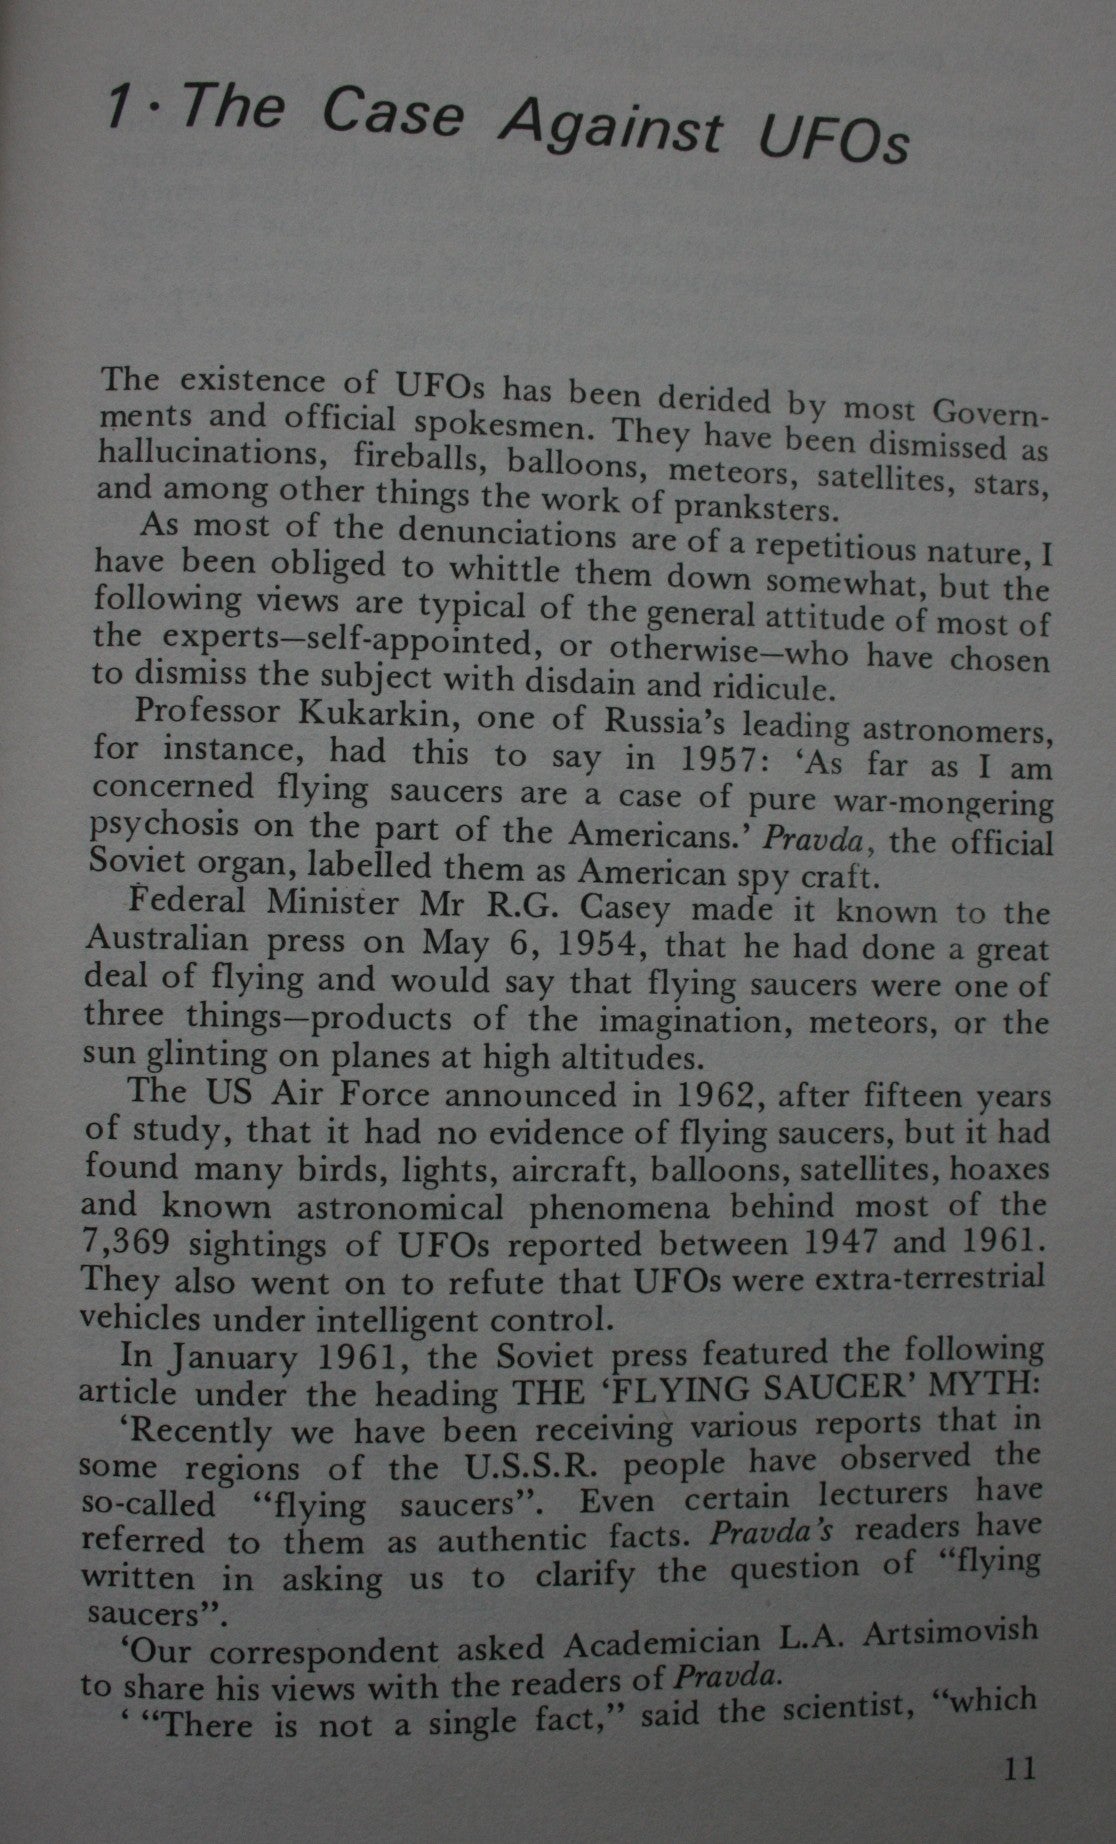 1 · The Case Against UFOs
The existence of UFOs has been derided by most Govern-
ments and official spokesmen. They have been dismissed as
hallucinations, fireballs, balloons, meteors, satellites, stars,
and among other things the work of pranksters.
As most of the denunciations are of a repetitious nature, I
have been obliged to whittle them down somewhat, but the
following views are typical of the general attitude of most of
the experts—self-appointed, or otherwise—who have chosen
to dismiss the subject with disdain and ridicule.
Professor Kukarkin, one of Russia's leading astronomers,
for instance, had this to say in 1957: ‘As far as I am
concerned flying saucers are a case of pure war-mongering
psychosis on the part of the Americans.’ Pravda, the official
Soviet organ, labelled them as American spy craft.
Federal Minister Mr R.G. Casey made it known to the
Australian press on May 6, 1954, that he had done a great
deal of flying and would say that flying saucers were one of
three things—products of the imagination, meteors, or the
sun glinting on planes at high altitudes.
The US Air Force announced in 1962, after fifteen years
of study, that it had no evidence of flying saucers, but it had
found many birds, lights, aircraft, balloons, satellites, hoaxes
and known astronomical phenomena behind most of the
7,369 sightings of UFOs reported between 1947 and 1961.
They also went on to refute that UFOs were extra-terrestrial
vehicles under intelligent control.
In January 1961, the Soviet press featured the following
article under the heading THE ‘FLYING SAUCER’ MYTH:
‘Recently we have been receiving various reports that in
some regions of the U.S.S.R. people have observed the
so-called “flying saucers”. Even certain lecturers have
referred to them as authentic facts. Pravda's readers have
written in asking us to clarify the question of “flying
saucers”.
‘Our correspondent asked Academician L.A. Artsimovish
to share his views with the readers of Pravda.
‘ “There is not a single fact,” said the scientist, “which
11